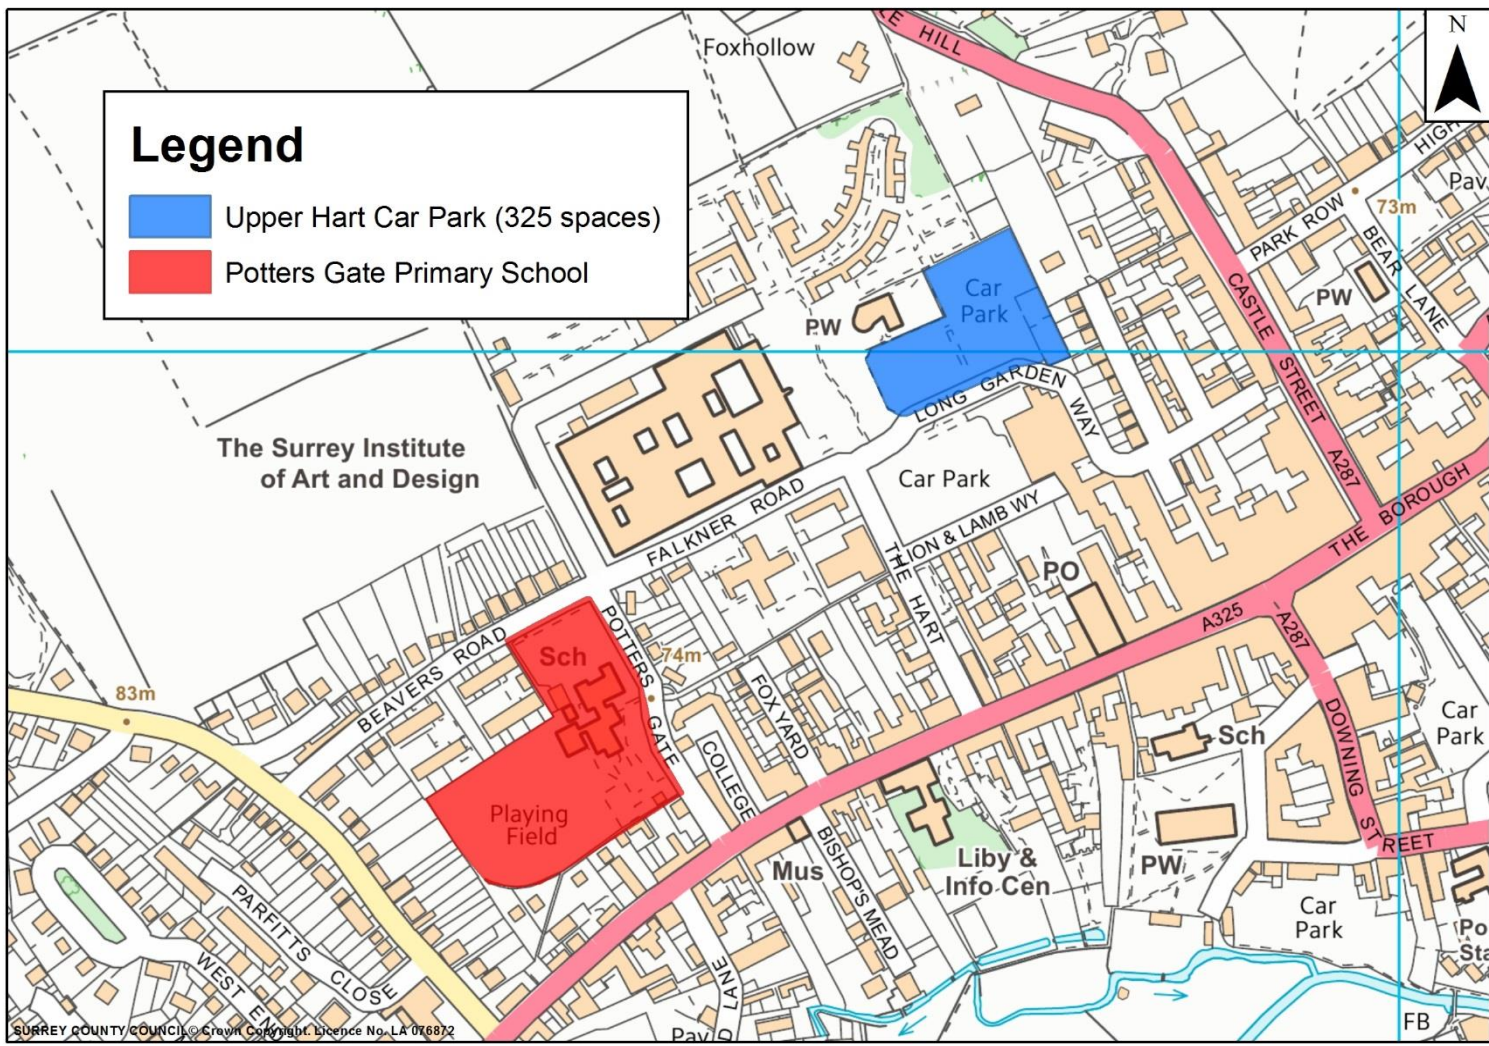 LE HILL
N
Foxhollow
Legend
Upper Hart Car Park (325 spaces)
Potters Gate Primary School
HIGH
Pav
73m
PARK ROW
BEAR LANE
PW
Car
Park
PW
CASTLE STREET
A287
LONG GARDEN WAY
The Surrey Institute
of Art and Design
Car Park
THE BOROUGH
FALKNER ROAD
LION & LAMB WY
THE HART
PO
A325
A287
POTTERS GATE
Sch
74m
BEAVERS ROAD
83m
FOX YARD
COLLEGE
DOWNING STREET
Car
Park
Sch
Playing
Field
BISHOP'S MEAD
Mus
Liby &
Info Cen
PW
PARFITTS CLOSE
WEST END
Car
Park
Po
Sta
D LANE
Pav
FB
SURREY COUNTY COUNCIL© Crown Copyright. Licence No. LA 076872